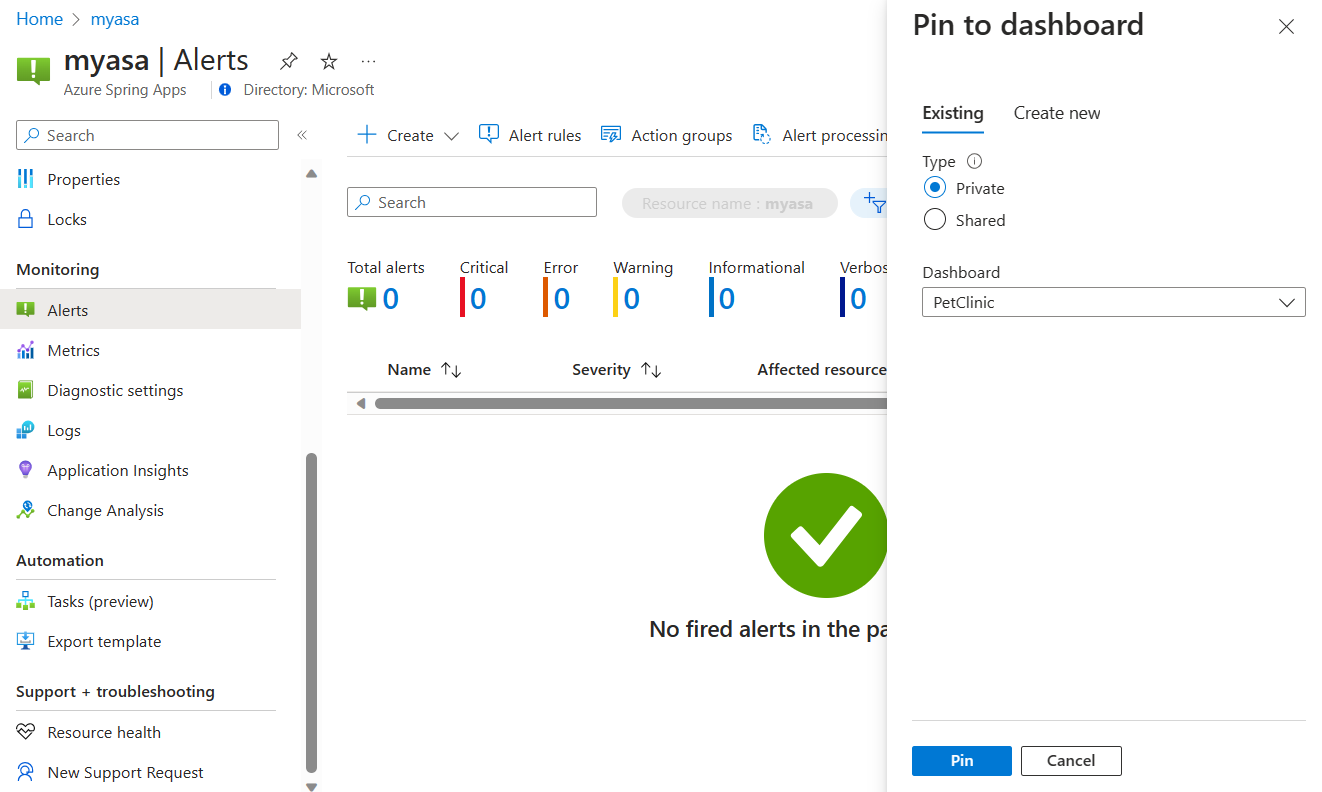 Home > myasa
myasa | Alerts
Azure Spring Apps
Directory: Microsoft
Search
Properties
Locks
Monitoring
Alerts
Metrics
Diagnostic settings
Logs
Application Insights
Change Analysis
Automation
Tasks (preview)
Export template
Support + troubleshooting
Resource health
New Support Request
Create
Alert rules
Action groups
Alert processin
Search
Resource name : myasa
Total alerts
0
Critical
0
Error
0
Warning
0
Informational
0
Verbos
0
Name
Severity
Affected resource
No fired alerts in the pa
Pin to dashboard
Existing
Create new
Type
Private
Shared
Dashboard
PetClinic
Pin
Cancel